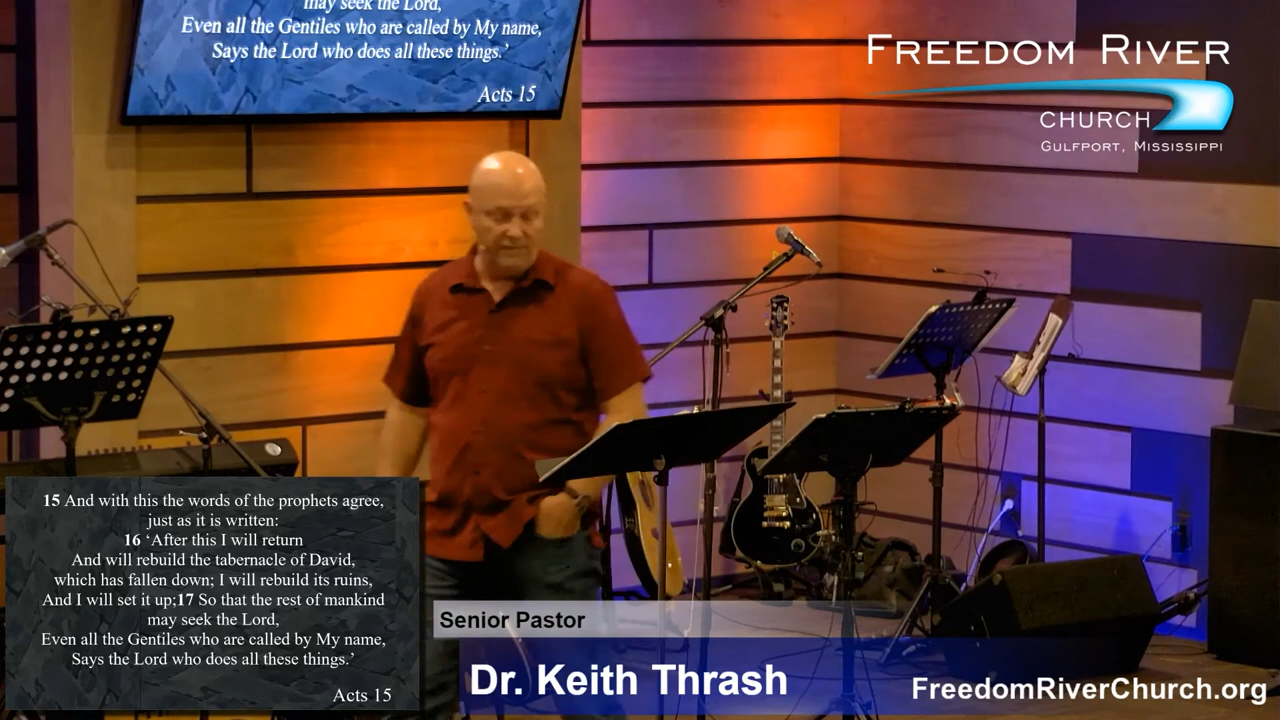 may seek the Lord,
Even all the Gentiles who are called by My name,
Says the Lord who does all these things.’
Acts 15
FREEDOM RIVER
CHURCH
GULFPORT, MISSISSIPPI
15 And with this the words of the prophets agree,
just as it is written:
16 ‘After this I will return
And will rebuild the tabernacle of David,
which has fallen down; I will rebuild its ruins,
And I will set it up;17 So that the rest of mankind
may seek the Lord,
Even all the Gentiles who are called by My name,
Says the Lord who does all these things.’
Acts 15
Senior Pastor
Dr. Keith Thrash
FreedomRiverChurch.org